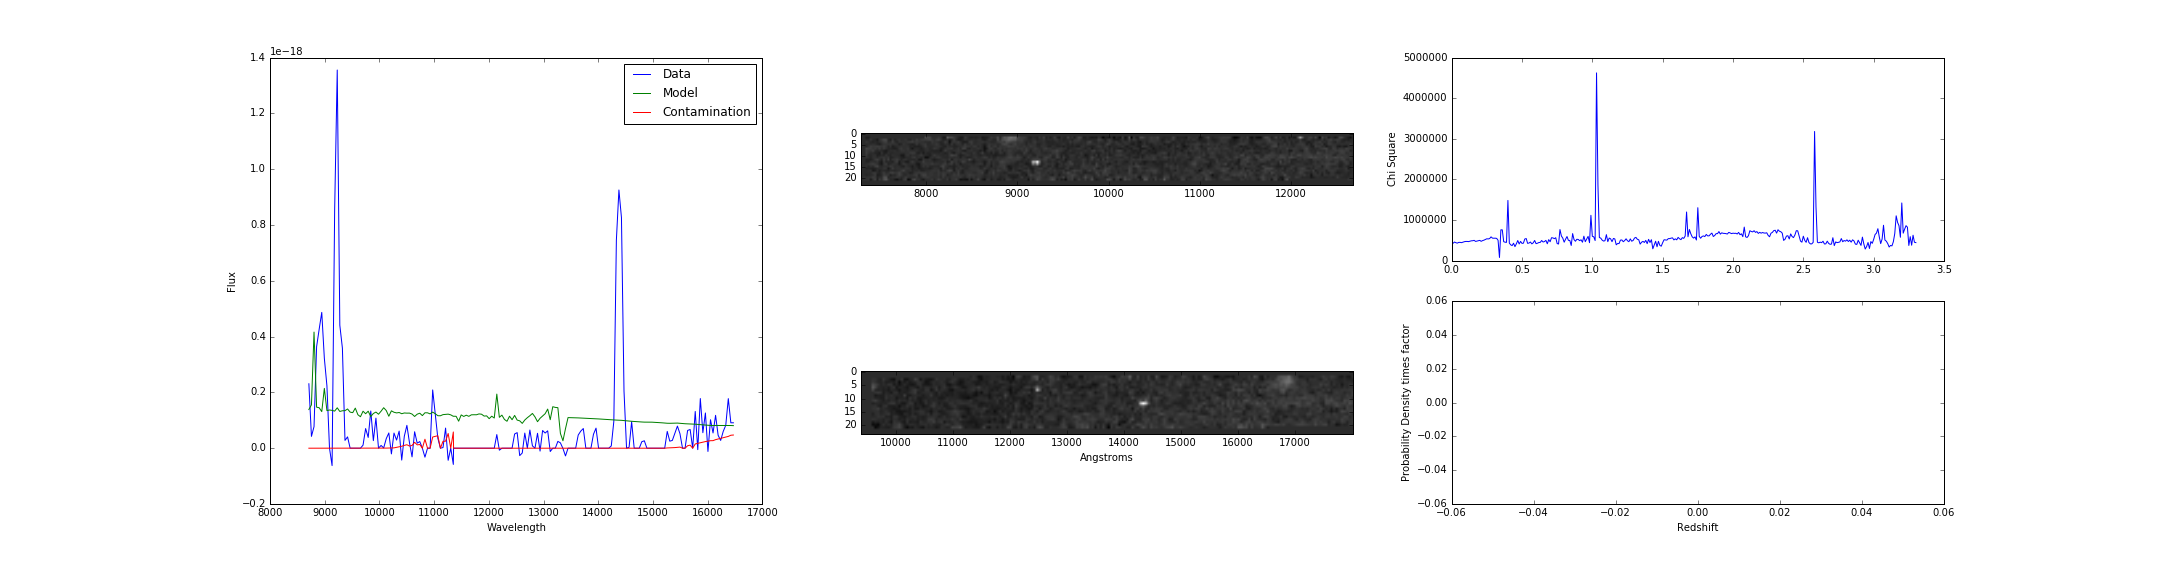 1e−18
1.4
1.2
1.0
0.8
0.6
0.4
0.2
0.0
−0.2
Flux
8000 9000 10000 11000 12000 13000 14000 15000 16000 17000
Wavelength
Data
Model
Contamination
0
5
10
15
20
8000 9000 10000 11000 12000
0
5
10
15
20
10000 11000 12000 13000 14000 15000 16000 17000
Angstroms
5000000
4000000
3000000
2000000
1000000
0
Chi Square
0.0 0.5 1.0 1.5 2.0 2.5 3.0 3.5
0.06
0.04
0.02
0.00
−0.02
−0.04
−0.06
Probability Density times factor
−0.06 −0.04 −0.02 0.00 0.02 0.04 0.06
Redshift